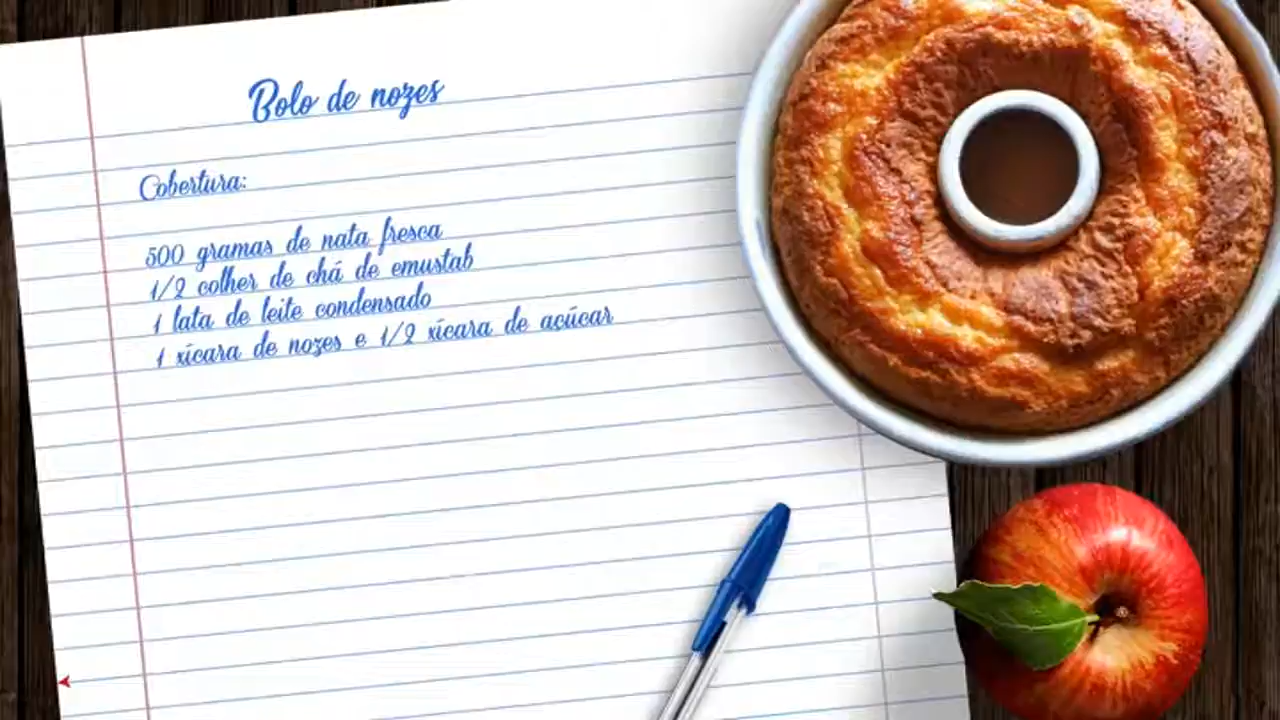 Bolo de nozes
Cobertura:
500 gramas de nata fresca
1/2 colher de chá de emustab
1 lata de leite condensado
1 xícara de nozes e 1/2 xícara de açúcar